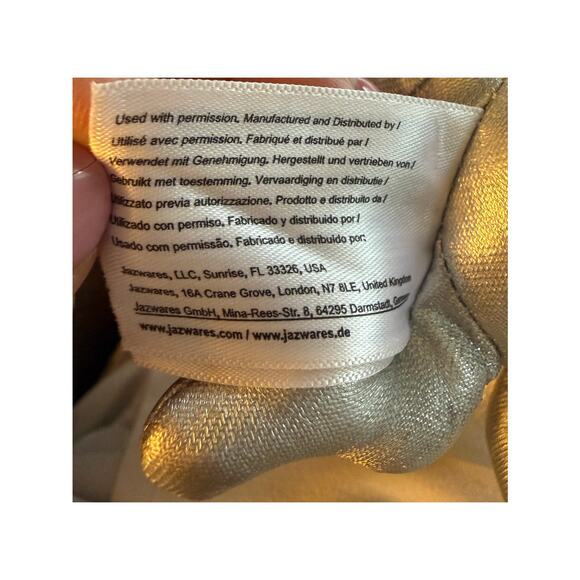 Used with permission. Manufactured and Distributed by /
Utilisé avec permission. Fabriqué et distribué par /
Verwendet mit Genehmigung. Hergestellt und vertrieben von /
Gebruikt met toestemming. Vervaardiging en distributie /
Utilizzato previa autorizzazione. Prodotto e distribuito da /
Utilizado con permiso. Fabricado y distribuido por /
Usado com permissão. Fabricado e distribuido por:
Jazwares, LLC, Sunrise, FL 33326, USA
Jazwares, 16A Crane Grove, London, N7 8LE, United Kingdom
Jazwares GmbH, Mina-Rees-Str. 8, 64295 Darmstadt, Germany
www.jazwares.com / www.jazwares.de